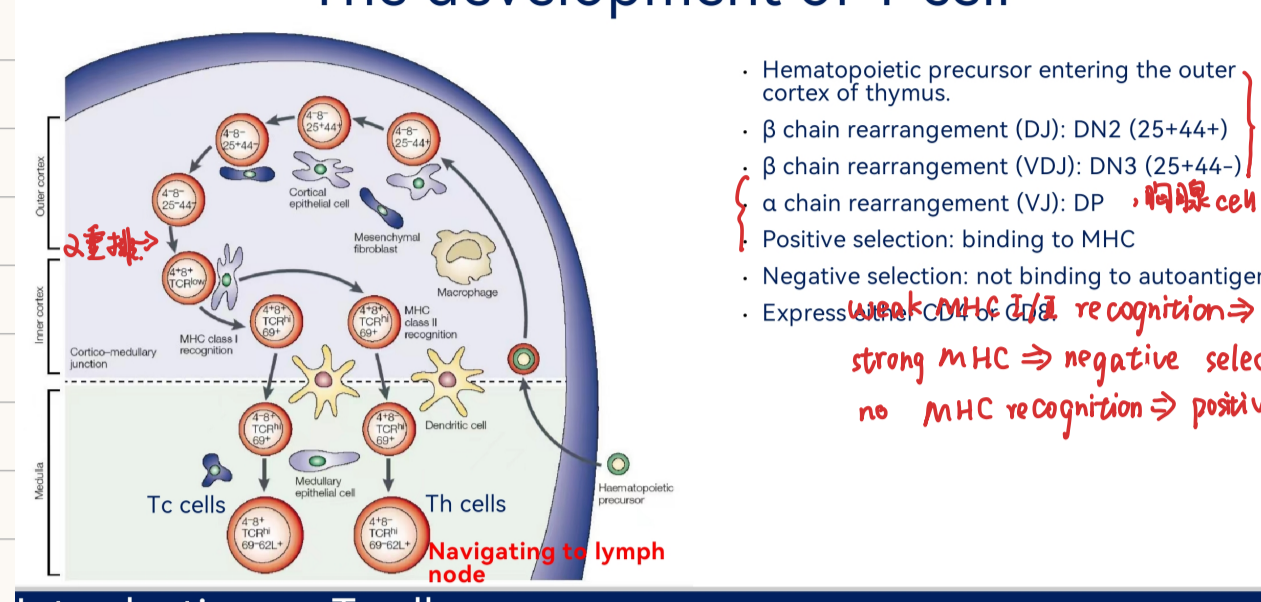 The development of T cell
Hematopoietic precursor entering the outer
cortex of thymus.
β chain rearrangement (DJ): DN2 (25+44+)
β chain rearrangement (VDJ): DN3 (25+44-)
α chain rearrangement (VJ): DP ,胸腺 cell
Positive selection: binding to MHC
Negative selection: not binding to autoantigen
Express either CD4 or CD8.
weak MHC I/II recognition ⇒
strong MHC ⇒ negative selec
no MHC recognition ⇒ positiv
Outer cortex
Inner cortex
Medulla
4⁻8⁻
25⁻44⁺
4⁻8⁻
25⁺44⁺
4⁻8⁻
25⁺44⁻
4⁻8⁻
25⁻44⁻
Cortical
epithelial cell
Mesenchymal
fibroblast
Macrophage
α重排
4⁺8⁺
TCRlow
4⁺8⁺
TCRhi
69⁺
4⁺8⁺
TCRhi
69⁺
MHC class I
recognition
MHC
class II
recognition
Cortico-medullary
junction
4⁻8⁺
TCRhi
69⁺
4⁺8⁻
TCRhi
69⁺
Dendritic cell
Medullary
epithelial cell
Haematopoietic
precursor
Tc cells
Th cells
4⁻8⁺
TCRhi
69⁻62L⁺
4⁺8⁻
TCRhi
69⁻62L⁺
Navigating to lymph
node